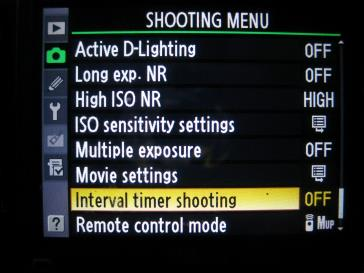 SHOOTING MENU
Active D-Lighting OFF
Long exp. NR OFF
High ISO NR HIGH
ISO sensitivity settings
Multiple exposure OFF
Movie settings
Interval timer shooting OFF
Remote control mode MUP
?